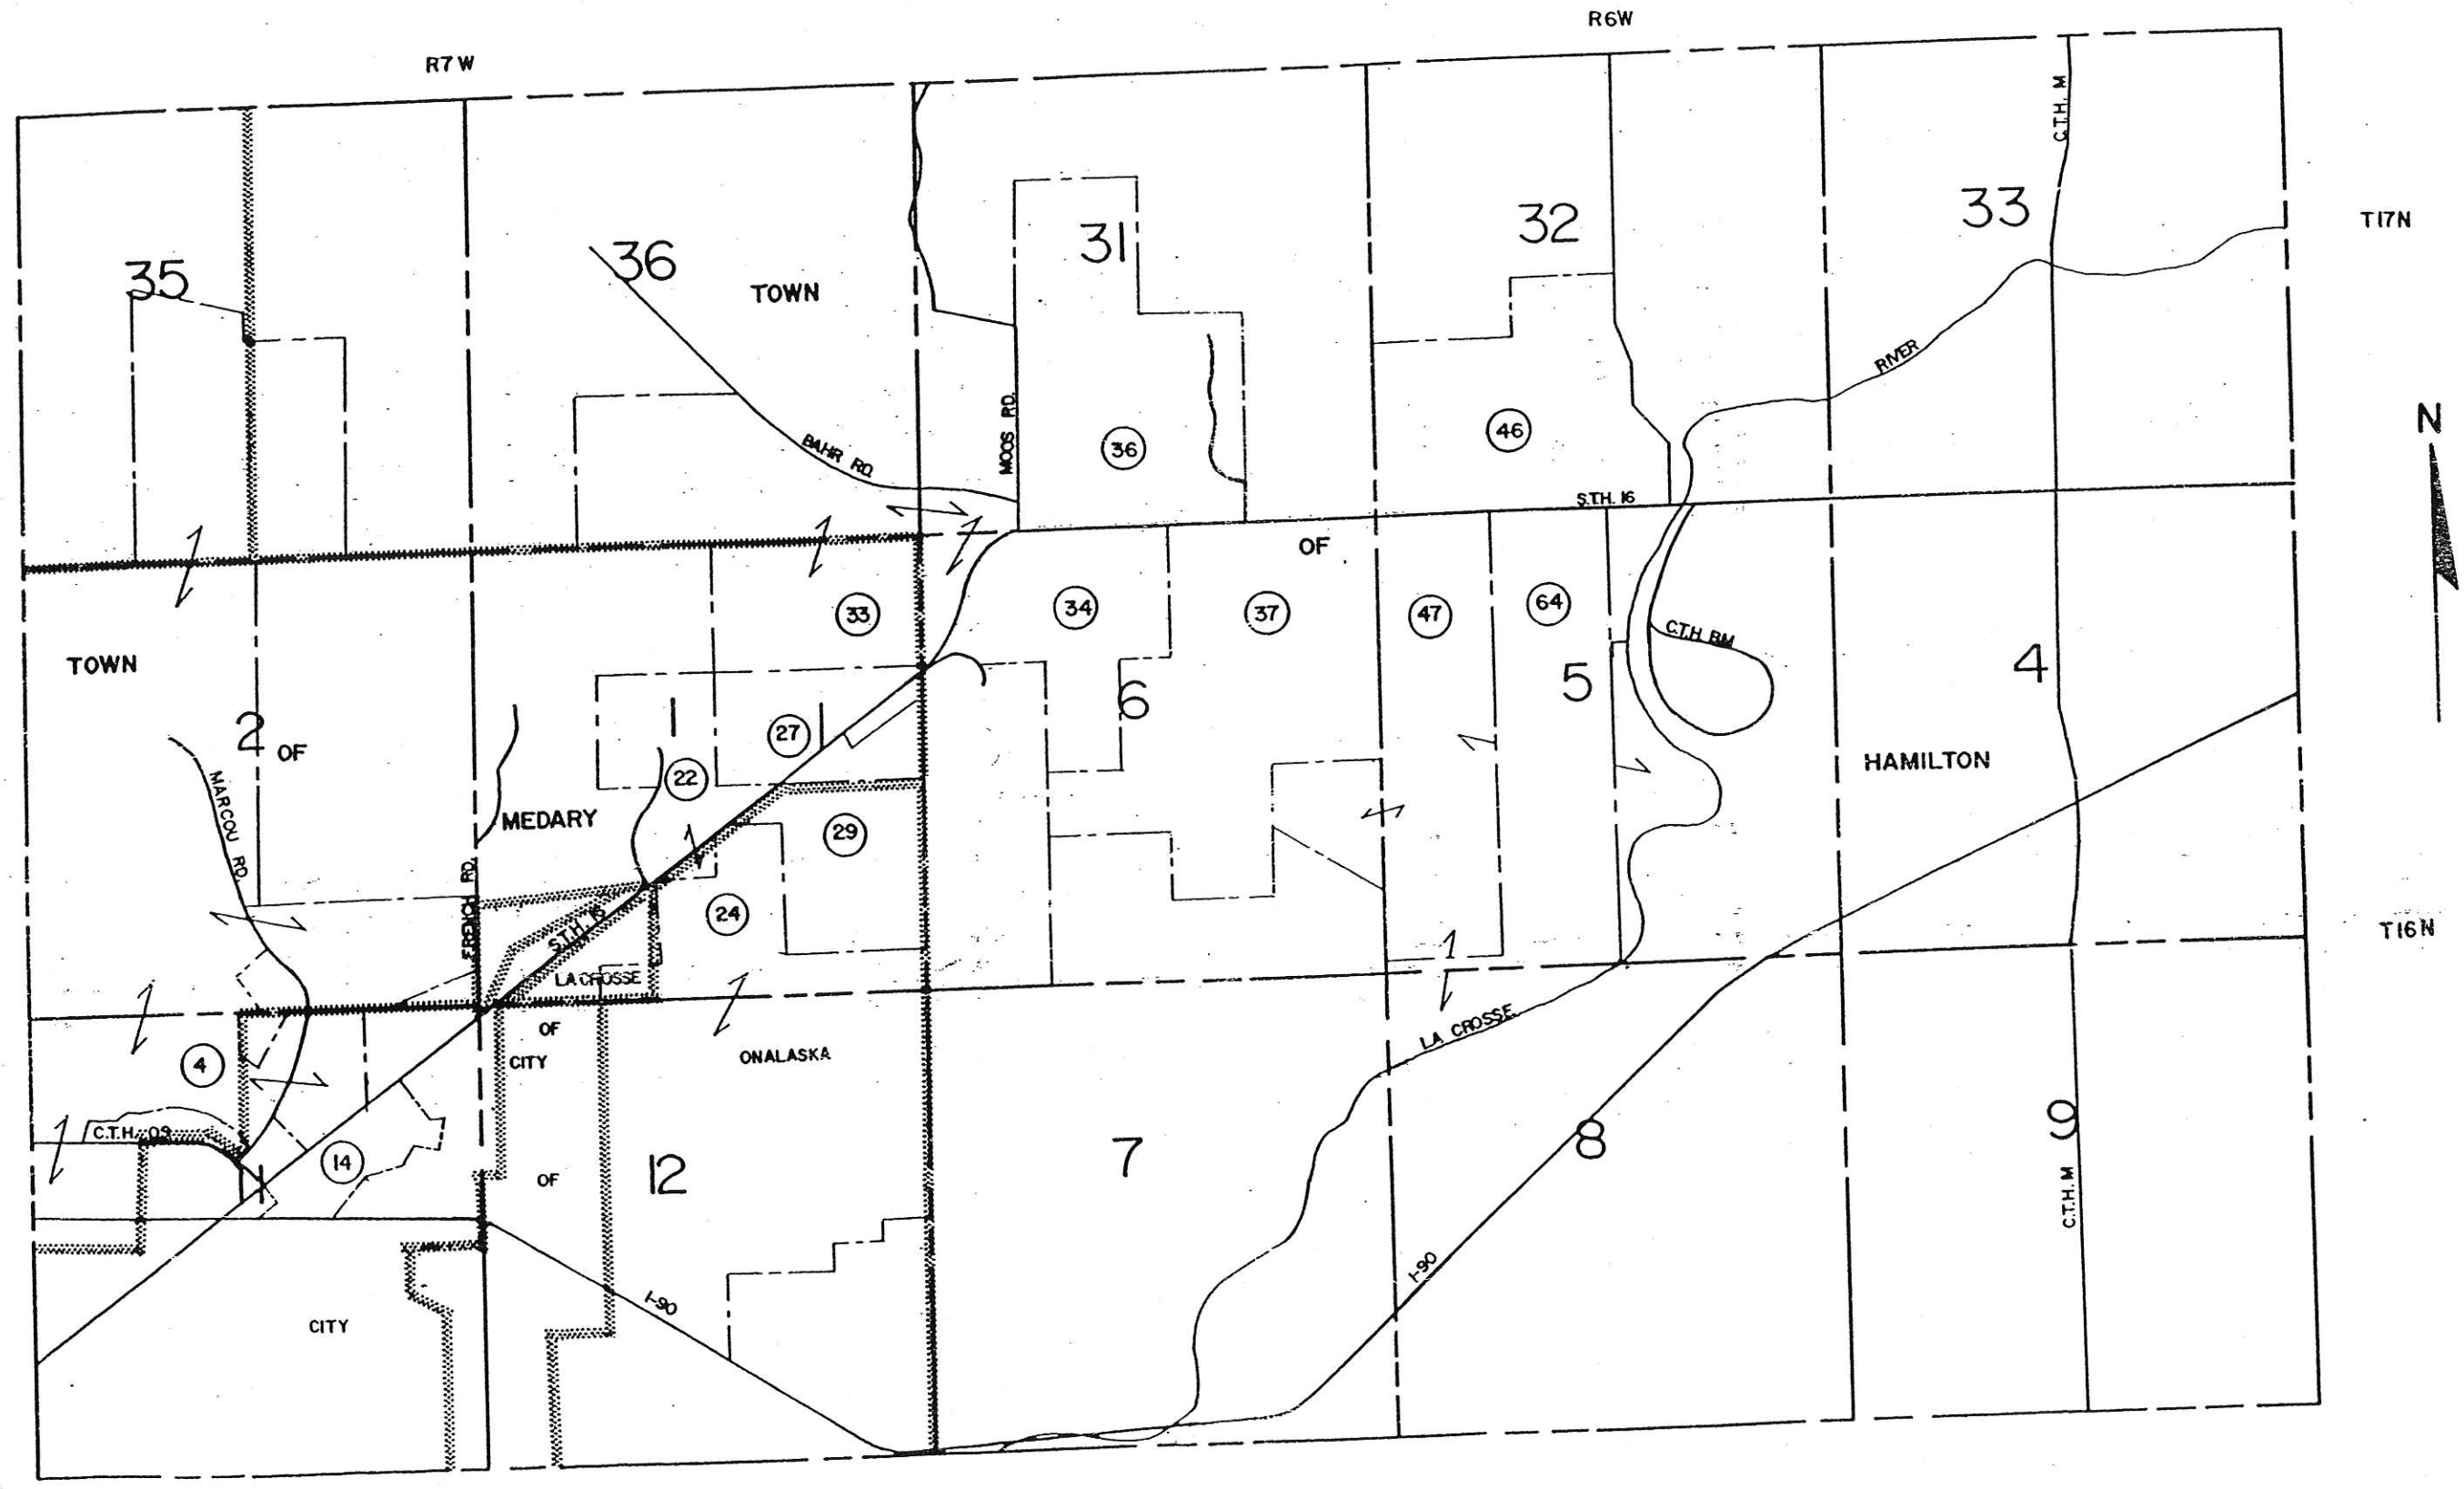 R6W
R7W
C.T.H. M
33
T17N
32
31
36
35
TOWN
RIVER
N
MOOS RD.
BAHR RD.
46
36
S.T.H. 16
OF
33
34
37
47
64
C.T.H. BM
TOWN
4
5
6
1
2
OF
27
22
HAMILTON
MARCOU RD.
MEDARY
29
FRENCH RD.
24
S.T.H. 16
T16N
LA CROSSE
LA CROSSE
OF
CITY
ONALASKA
4
C.T.H. OS
14
OF
12
7
8
9
C.T.H. M
I-90
I-90
CITY